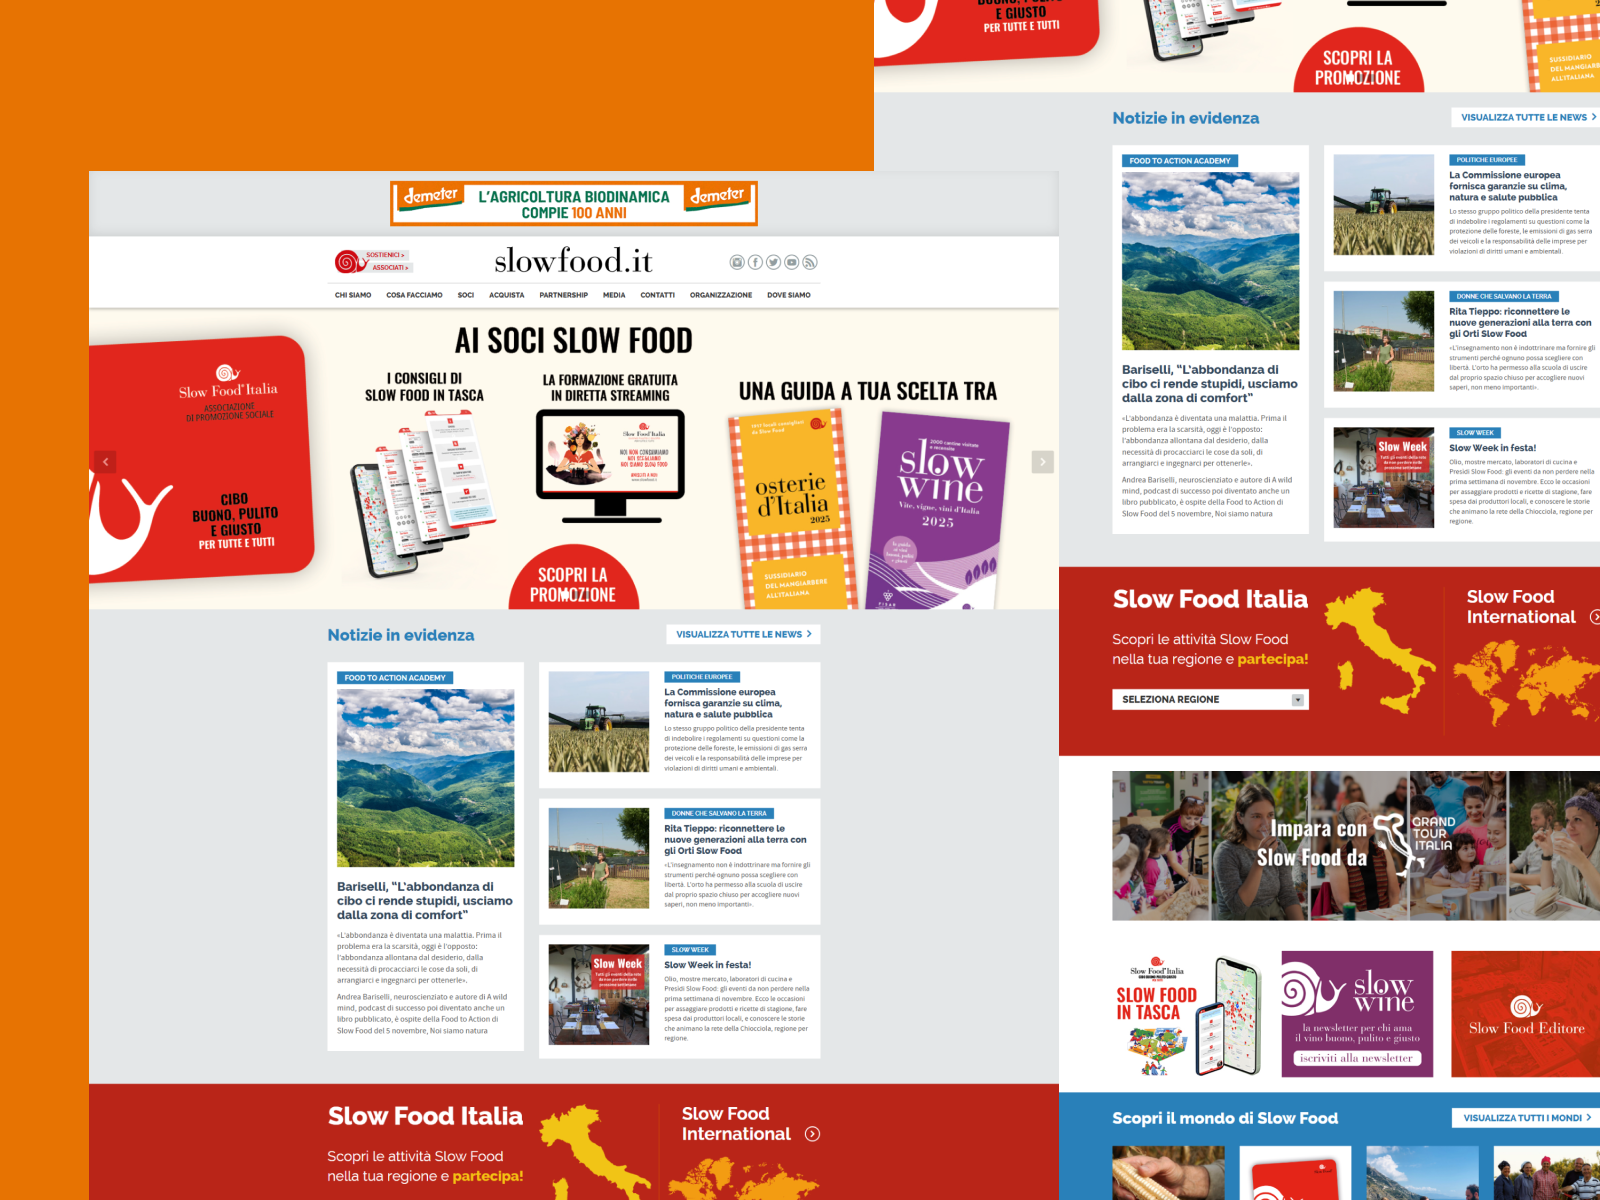 demeter
L'AGRICOLTURA BIODINAMICA
COMPIE 100 ANNI
demeter
SOSTIENICI >
ASSOCIATI >
slowfood.it
CHI SIAMO COSA FACCIAMO SOCI ACQUISTA PARTNERSHIP MEDIA CONTATTI ORGANIZZAZIONE DOVE SIAMO
AI SOCI SLOW FOOD
Slow Food® Italia
ASSOCIAZIONE
DI PROMOZIONE SOCIALE
CIBO
BUONO, PULITO
E GIUSTO
PER TUTTE E TUTTI
I CONSIGLI DI
SLOW FOOD IN TASCA
LA FORMAZIONE GRATUITA
IN DIRETTA STREAMING
Slow Food® Italia
NOI NON CONSUMIAMO
NOI SCEGLIAMO
NOI SIAMO SLOW FOOD
UNA GUIDA A TUA SCELTA TRA
osterie
d'Italia
2025
SUSSIDIARIO
DEL MANGIARBERE
ALL'ITALIANA
slow
wine
Vite, vigne, vini d'Italia
2025
SCOPRI LA
PROMOZIONE
Notizie in evidenza
VISUALIZZA TUTTE LE NEWS >
FOOD TO ACTION ACADEMY
Bariselli, "L'abbondanza di
cibo ci rende stupidi, usciamo
dalla zona di comfort"
«L'abbondanza è diventata una malattia. Prima il
problema era la scarsità, oggi è l'opposto:
l'abbondanza allontana dal desiderio, dalla
necessità di procacciarci le cose da soli, di
arrangiarci e ingegnarci per ottenerle».
Andrea Bariselli, neuroscienziato e autore di A wild
mind, podcast di successo poi diventato anche un
libro pubblicato, è ospite della Food to Action di
Slow Food del 5 novembre, Noi siamo natura
POLITICHE EUROPEE
La Commissione europea
fornisca garanzie su clima,
natura e salute pubblica
Lo stesso gruppo politico della presidente tenta
di indebolire i regolamenti su questioni come la
protezione delle foreste, le emissioni di gas serra
dei veicoli e la responsabilità delle imprese per
violazioni di diritti umani e ambientali.
DONNE CHE SALVANO LA TERRA
Rita Tieppo: riconnettere le
nuove generazioni alla terra con
gli Orti Slow Food
«L'insegnamento non è indottrinare ma fornire gli
strumenti perché ognuno possa scegliere con
libertà. L'orto ha permesso alla scuola di uscire
dal proprio spazio chiuso per accogliere nuovi
saperi, non meno importanti».
Slow Week
SLOW WEEK
Slow Week in festa!
Olio, mostre mercato, laboratori di cucina e
Presidi Slow Food: gli eventi da non perdere nella
prima settimana di novembre. Ecco le occasioni
per assaggiare prodotti e ricette di stagione, fare
spesa dai produttori locali, e conoscere le storie
che animano la rete della Chiocciola, regione per
regione.
Slow Food Italia
Scopri le attività Slow Food
nella tua regione e partecipa!
Slow Food
International
BUONO, PULITO
E GIUSTO
PER TUTTE E TUTTI
SCOPRI LA
PROMOZIONE
SUSSIDIARIO
DEL MANGIARBERE
ALL'ITALIANA
Notizie in evidenza
VISUALIZZA TUTTE LE NEWS >
FOOD TO ACTION ACADEMY
Bariselli, "L'abbondanza di
cibo ci rende stupidi, usciamo
dalla zona di comfort"
«L'abbondanza è diventata una malattia. Prima il
problema era la scarsità, oggi è l'opposto:
l'abbondanza allontana dal desiderio, dalla
necessità di procacciarci le cose da soli, di
arrangiarci e ingegnarci per ottenerle».
Andrea Bariselli, neuroscienziato e autore di A wild
mind, podcast di successo poi diventato anche un
libro pubblicato, è ospite della Food to Action di
Slow Food del 5 novembre, Noi siamo natura
POLITICHE EUROPEE
La Commissione europea
fornisca garanzie su clima,
natura e salute pubblica
Lo stesso gruppo politico della presidente tenta
di indebolire i regolamenti su questioni come la
protezione delle foreste, le emissioni di gas serra
dei veicoli e la responsabilità delle imprese per
violazioni di diritti umani e ambientali.
DONNE CHE SALVANO LA TERRA
Rita Tieppo: riconnettere le
nuove generazioni alla terra con
gli Orti Slow Food
«L'insegnamento non è indottrinare ma fornire gli
strumenti perché ognuno possa scegliere con
libertà. L'orto ha permesso alla scuola di uscire
dal proprio spazio chiuso per accogliere nuovi
saperi, non meno importanti».
Slow Week
SLOW WEEK
Slow Week in festa!
Olio, mostre mercato, laboratori di cucina e
Presidi Slow Food: gli eventi da non perdere nella
prima settimana di novembre. Ecco le occasioni
per assaggiare prodotti e ricette di stagione, fare
spesa dai produttori locali, e conoscere le storie
che animano la rete della Chiocciola, regione per
regione.
Slow Food Italia
Scopri le attività Slow Food
nella tua regione e partecipa!
SELEZIONA REGIONE
Slow Food
International
Impara con
Slow Food da
GRAND
TOUR
ITALIA
Slow Food® Italia
SLOW FOOD
IN TASCA
slow
wine
la newsletter per chi ama
il vino buono, pulito e giusto
iscriviti alla newsletter
Slow Food Editore
Scopri il mondo di Slow Food
VISUALIZZA TUTTI I MONDI >